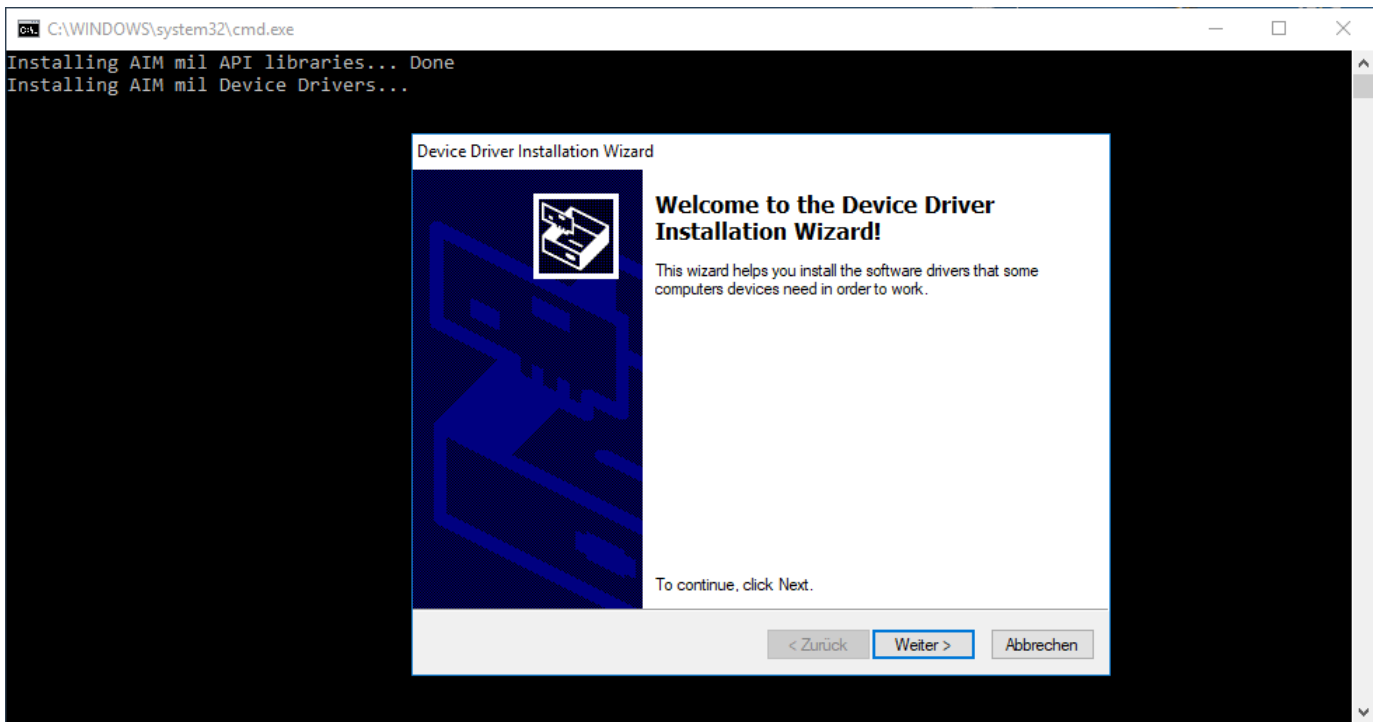 C:\WINDOWS\system32\cmd.exe
Installing AIM mil API libraries... Done
Installing AIM mil Device Drivers...
Device Driver Installation Wizard
Welcome to the Device Driver
Installation Wizard!
This wizard helps you install the software drivers that some
computers devices need in order to work.
To continue, click Next.
< Zurück Weiter > Abbrechen